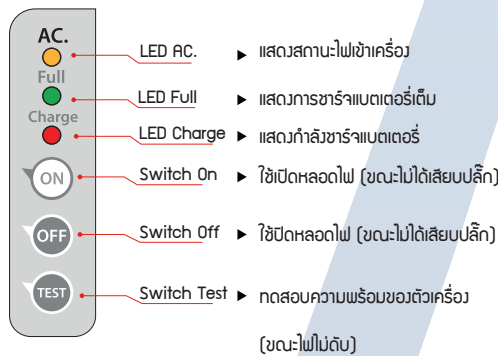 AC.
LED AC. ▶ แสดงสถานะไฟเข้าเครื่อง
Full
LED Full ▶ แสดงการชาร์จแบตเตอรี่เต็ม
Charge
LED Charge ▶ แสดงกำลังชาร์จแบตเตอรี่
ON
Switch On ▶ ใช้เปิดหลอดไฟ (ขณะไม่ได้เสียบปลั๊ก)
OFF
Switch Off ▶ ใช้ปิดหลอดไฟ (ขณะไม่ได้เสียบปลั๊ก)
TEST
Switch Test ▶ ทดสอบความพร้อมของตัวเครื่อง
(ขณะไฟไม่ดับ)